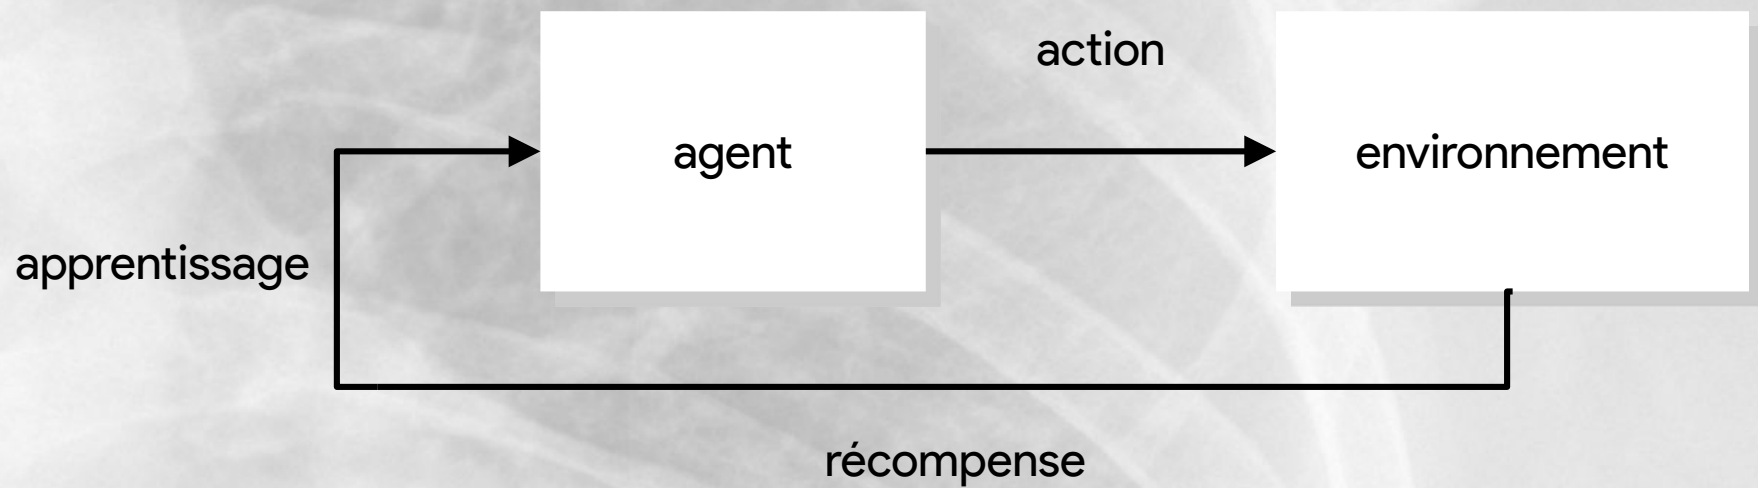 action
agent
environnement
apprentissage
récompense